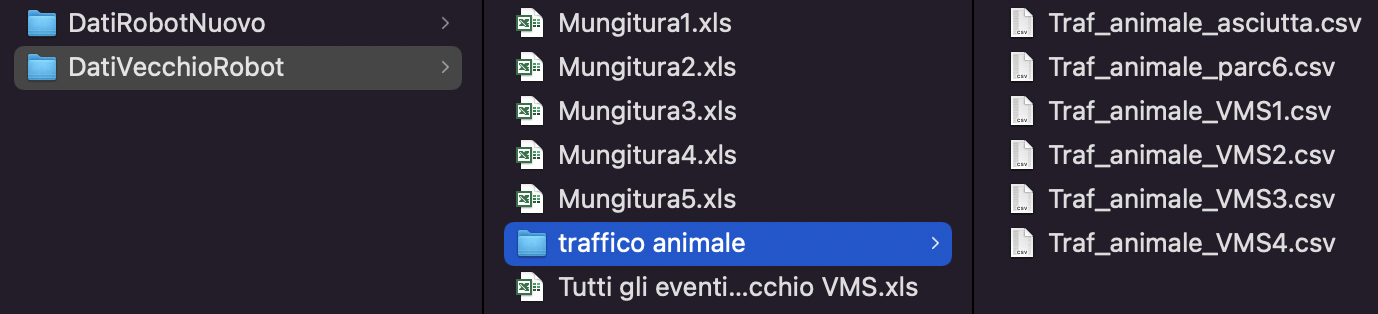 DatiRobotNuovo
DatiVecchioRobot
Mungitura1.xls
Mungitura2.xls
Mungitura3.xls
Mungitura4.xls
Mungitura5.xls
traffico animale
Tutti gli eventi...cchio VMS.xls
Traf_animale_asciutta.csv
Traf_animale_parc6.csv
Traf_animale_VMS1.csv
Traf_animale_VMS2.csv
Traf_animale_VMS3.csv
Traf_animale_VMS4.csv